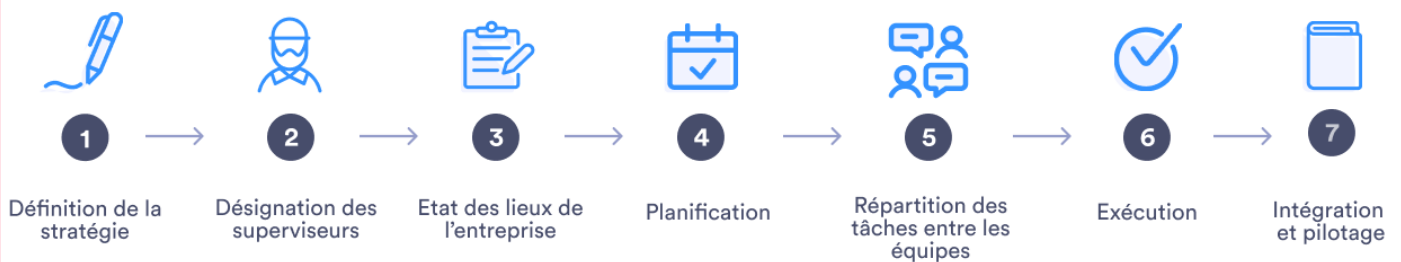 1
2
3
4
5
6
7
Définition de la
stratégie
Désignation des
superviseurs
Etat des lieux de
l'entreprise
Planification
Répartition des
tâches entre les
équipes
Exécution
Intégration
et pilotage